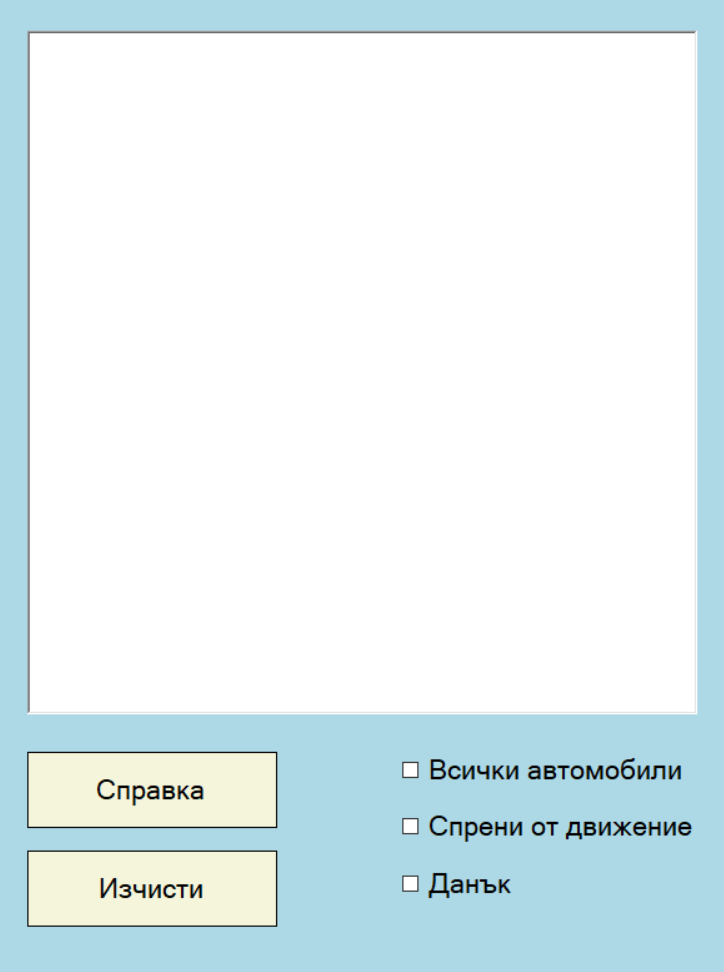 Справка
Изчисти
Всички автомобили
Спрени от движение
Данък